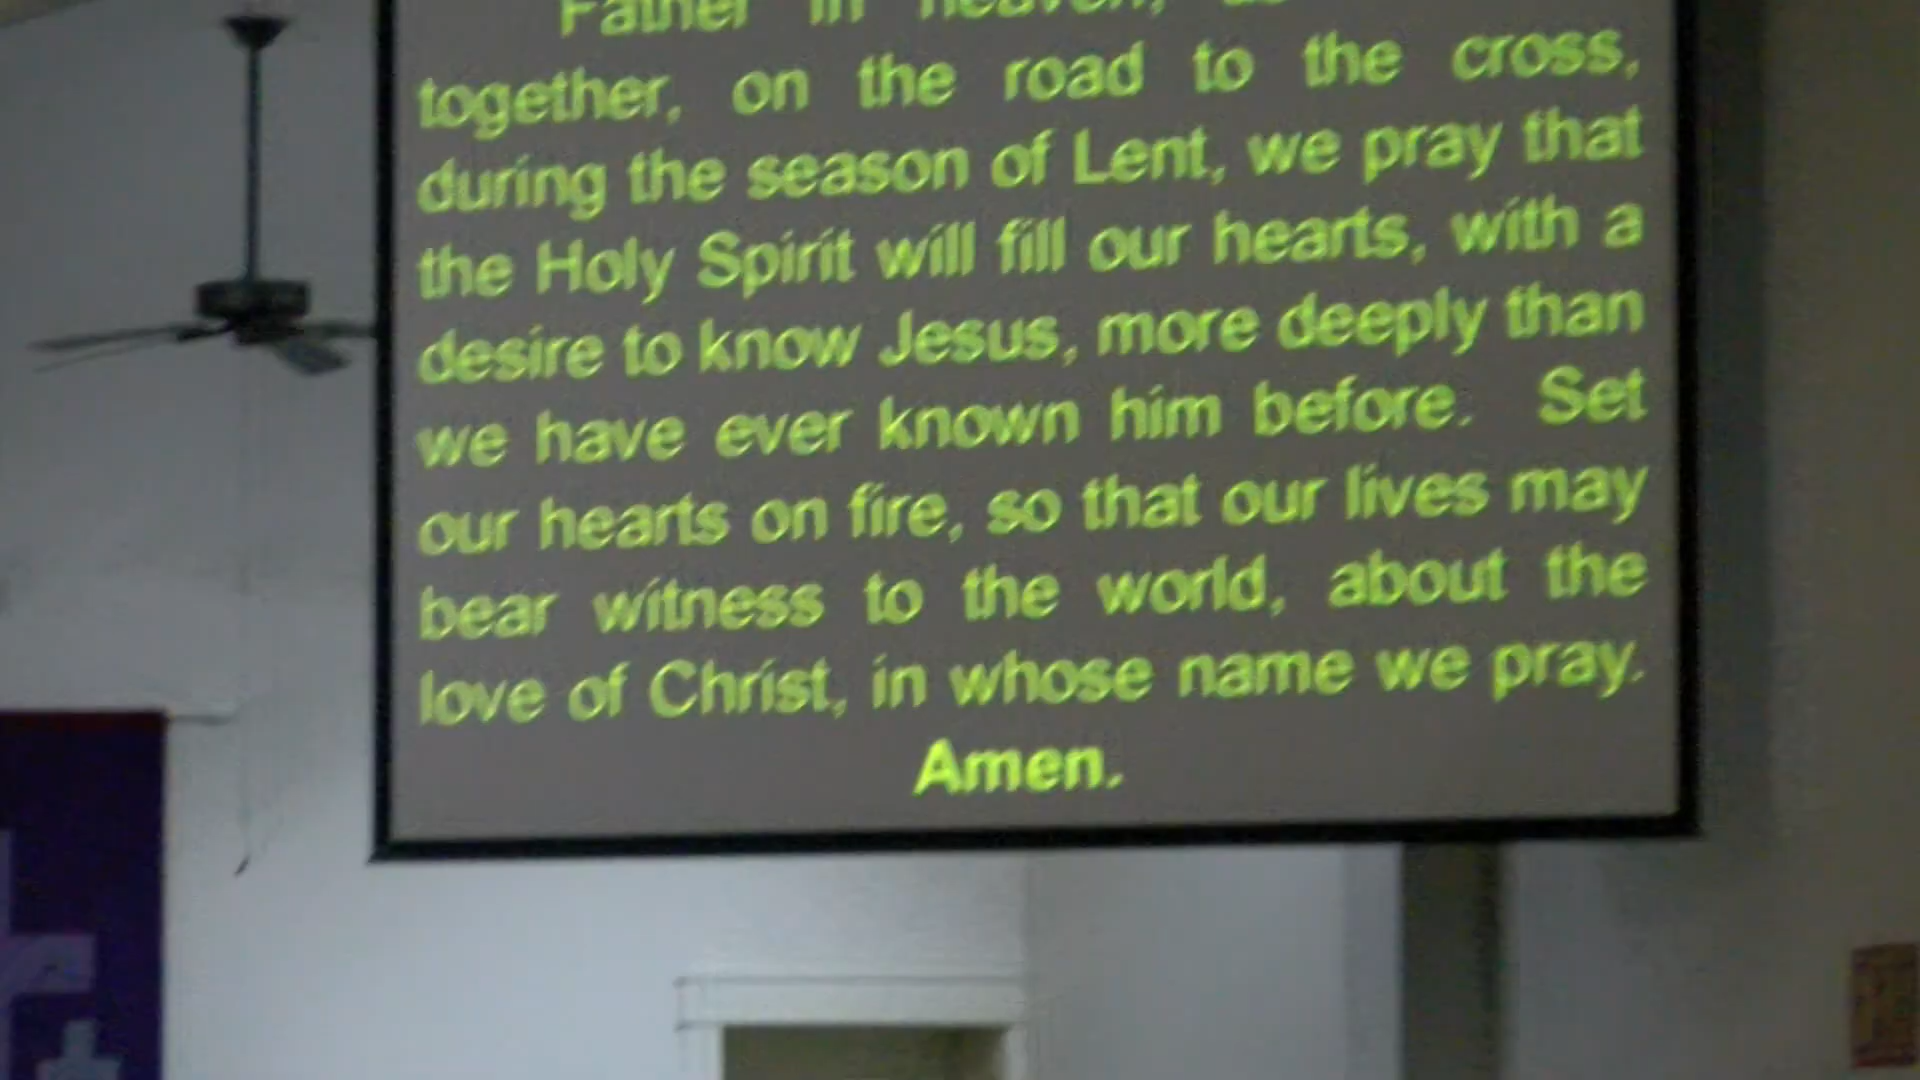 Father in heaven,
together, on the road to the cross,
during the season of Lent, we pray that
the Holy Spirit will fill our hearts, with a
desire to know Jesus, more deeply than
we have ever known him before. Set
our hearts on fire, so that our lives may
bear witness to the world, about the
love of Christ, in whose name we pray.
Amen.